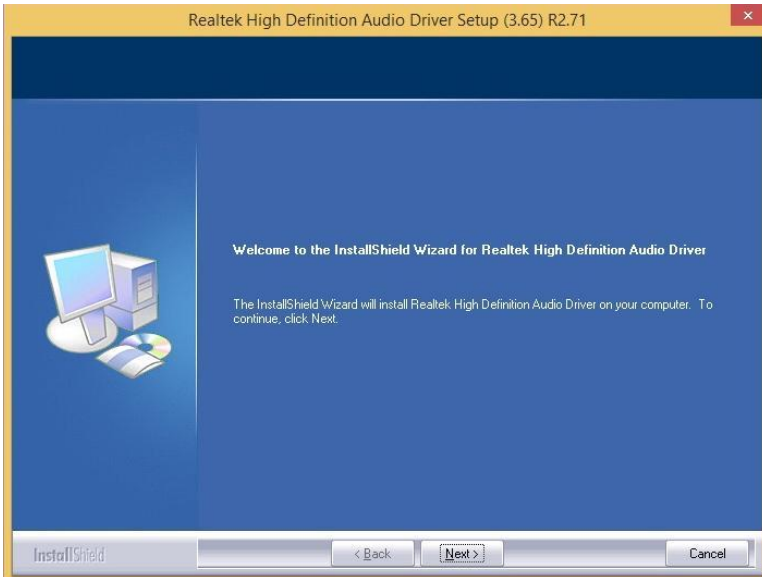 Realtek High Definition Audio Driver Setup (3.65) R2.71
Welcome to the InstallShield Wizard for Realtek High Definition Audio Driver
The InstallShield Wizard will install Realtek High Definition Audio Driver on your computer. To
continue, click Next.
InstallShield
< Back Next > Cancel